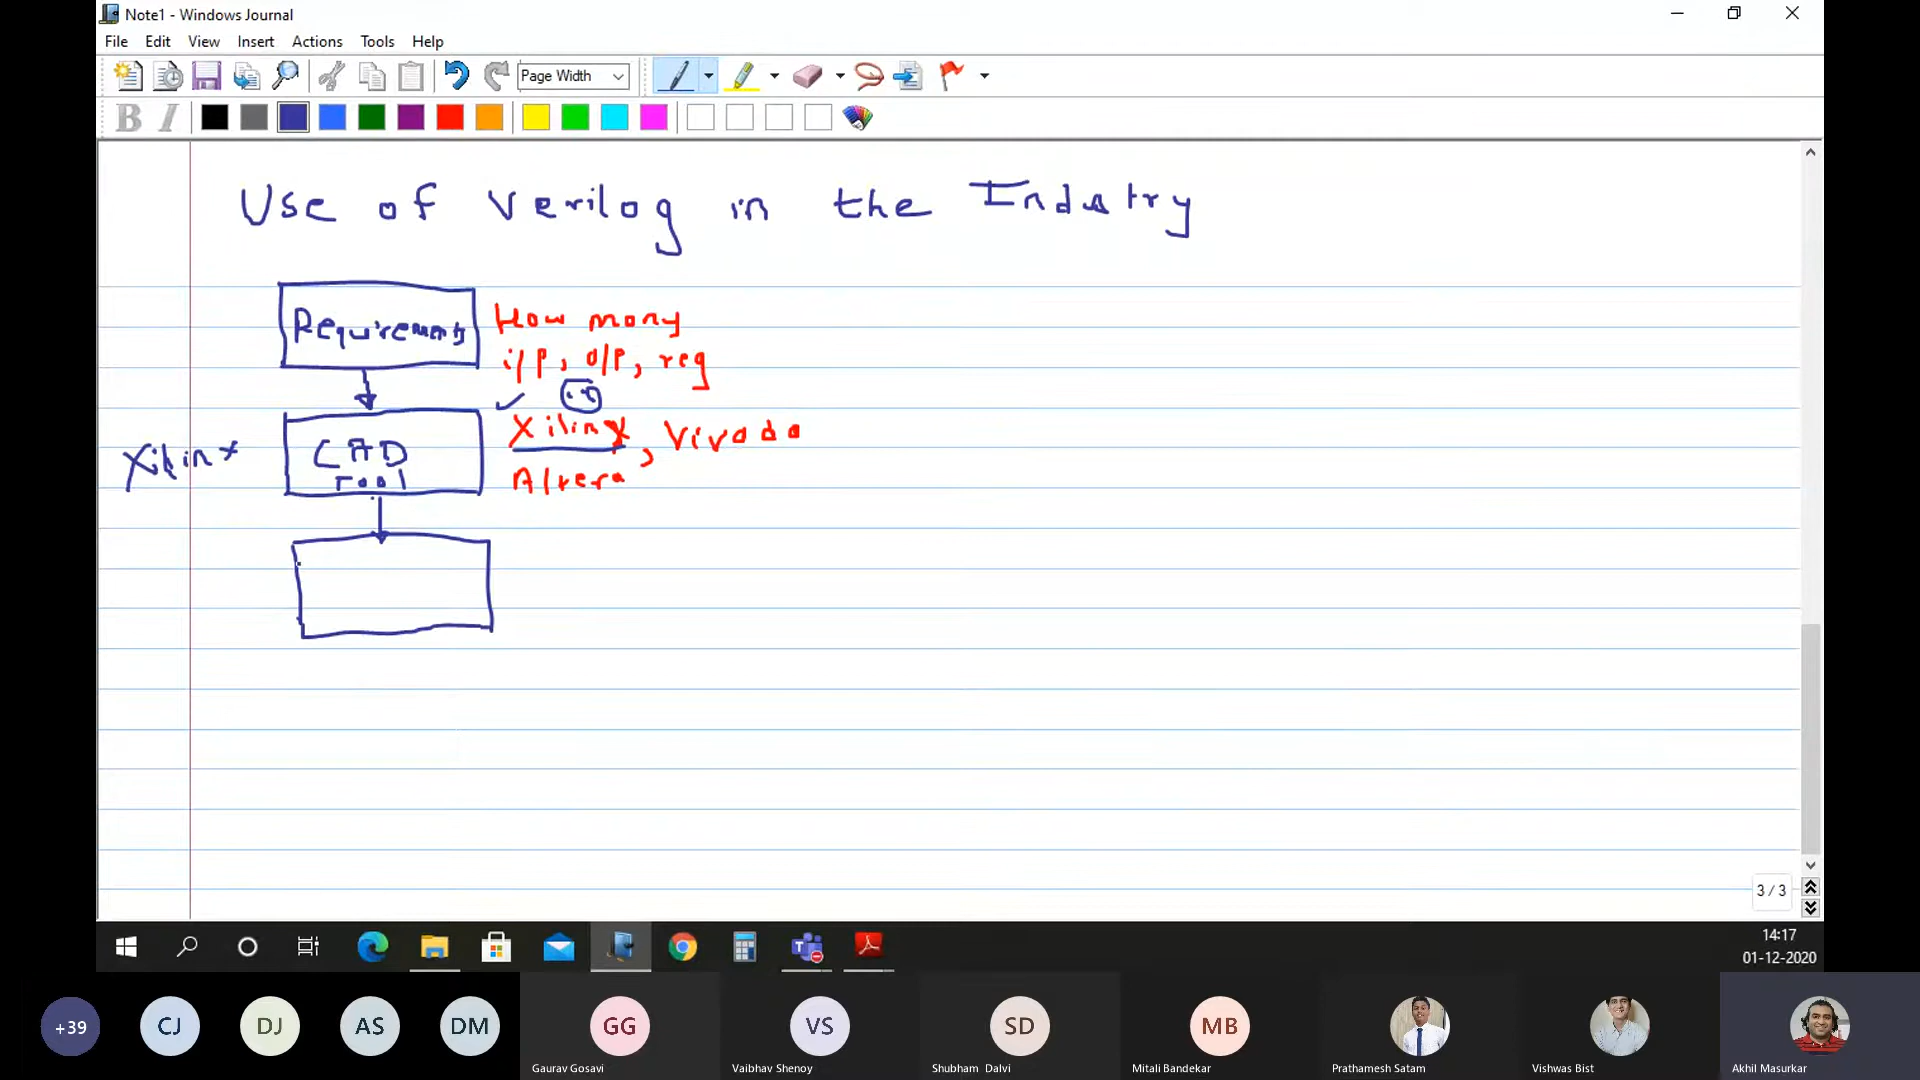 Note1 - Windows Journal
File Edit View Insert Actions Tools Help
Page Width
B I
Use of Verilog in the Industry
Requirements
How many
i/p, o/p, reg
CAD
Tool
Xilinx, Vivado
Altera
Xilinx
3 / 3
14:17
01-12-2020
+39 CJ DJ AS DM GG VS SD MB
Gaurav Gosavi Vaibhav Shenoy Shubham Dalvi Mitali Bandekar Prathamesh Satam Vishwas Bist Akhil Masurkar